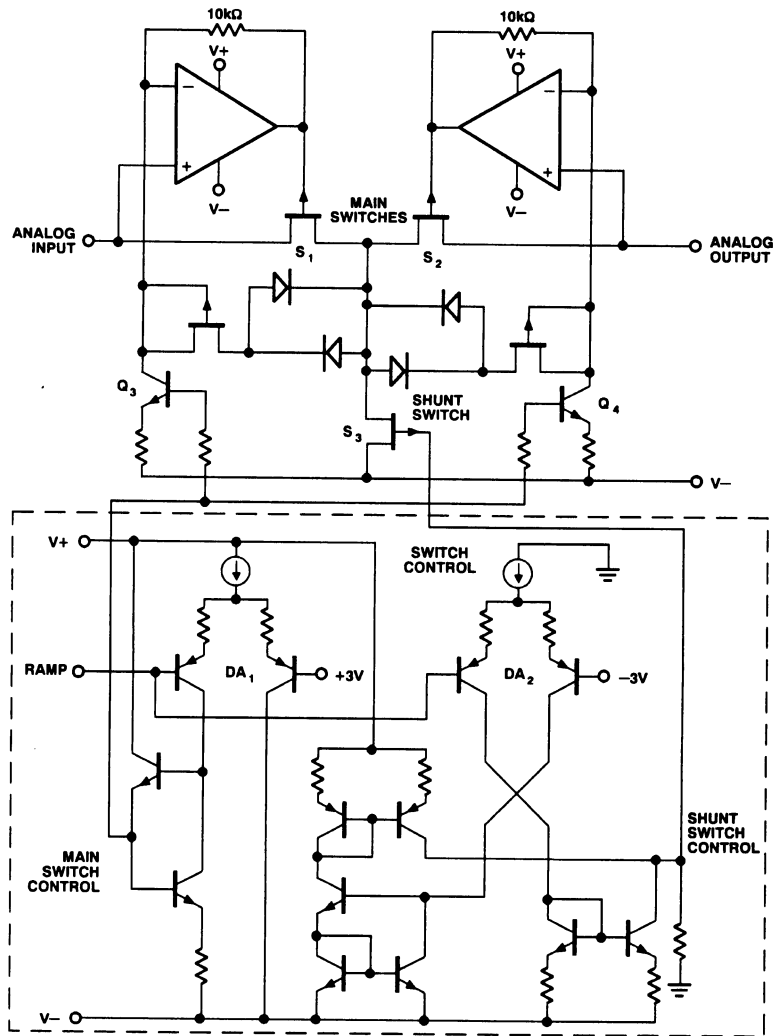 10kΩ
10kΩ
V+
V+
−
−
+
+
V−
V−
MAIN
SWITCHES
ANALOG
INPUT
ANALOG
OUTPUT
S1
S2
Q3
SHUNT
SWITCH
S3
Q4
V−
V+
SWITCH
CONTROL
RAMP
DA1
+3V
DA2
−3V
SHUNT
SWITCH
CONTROL
MAIN
SWITCH
CONTROL
V−